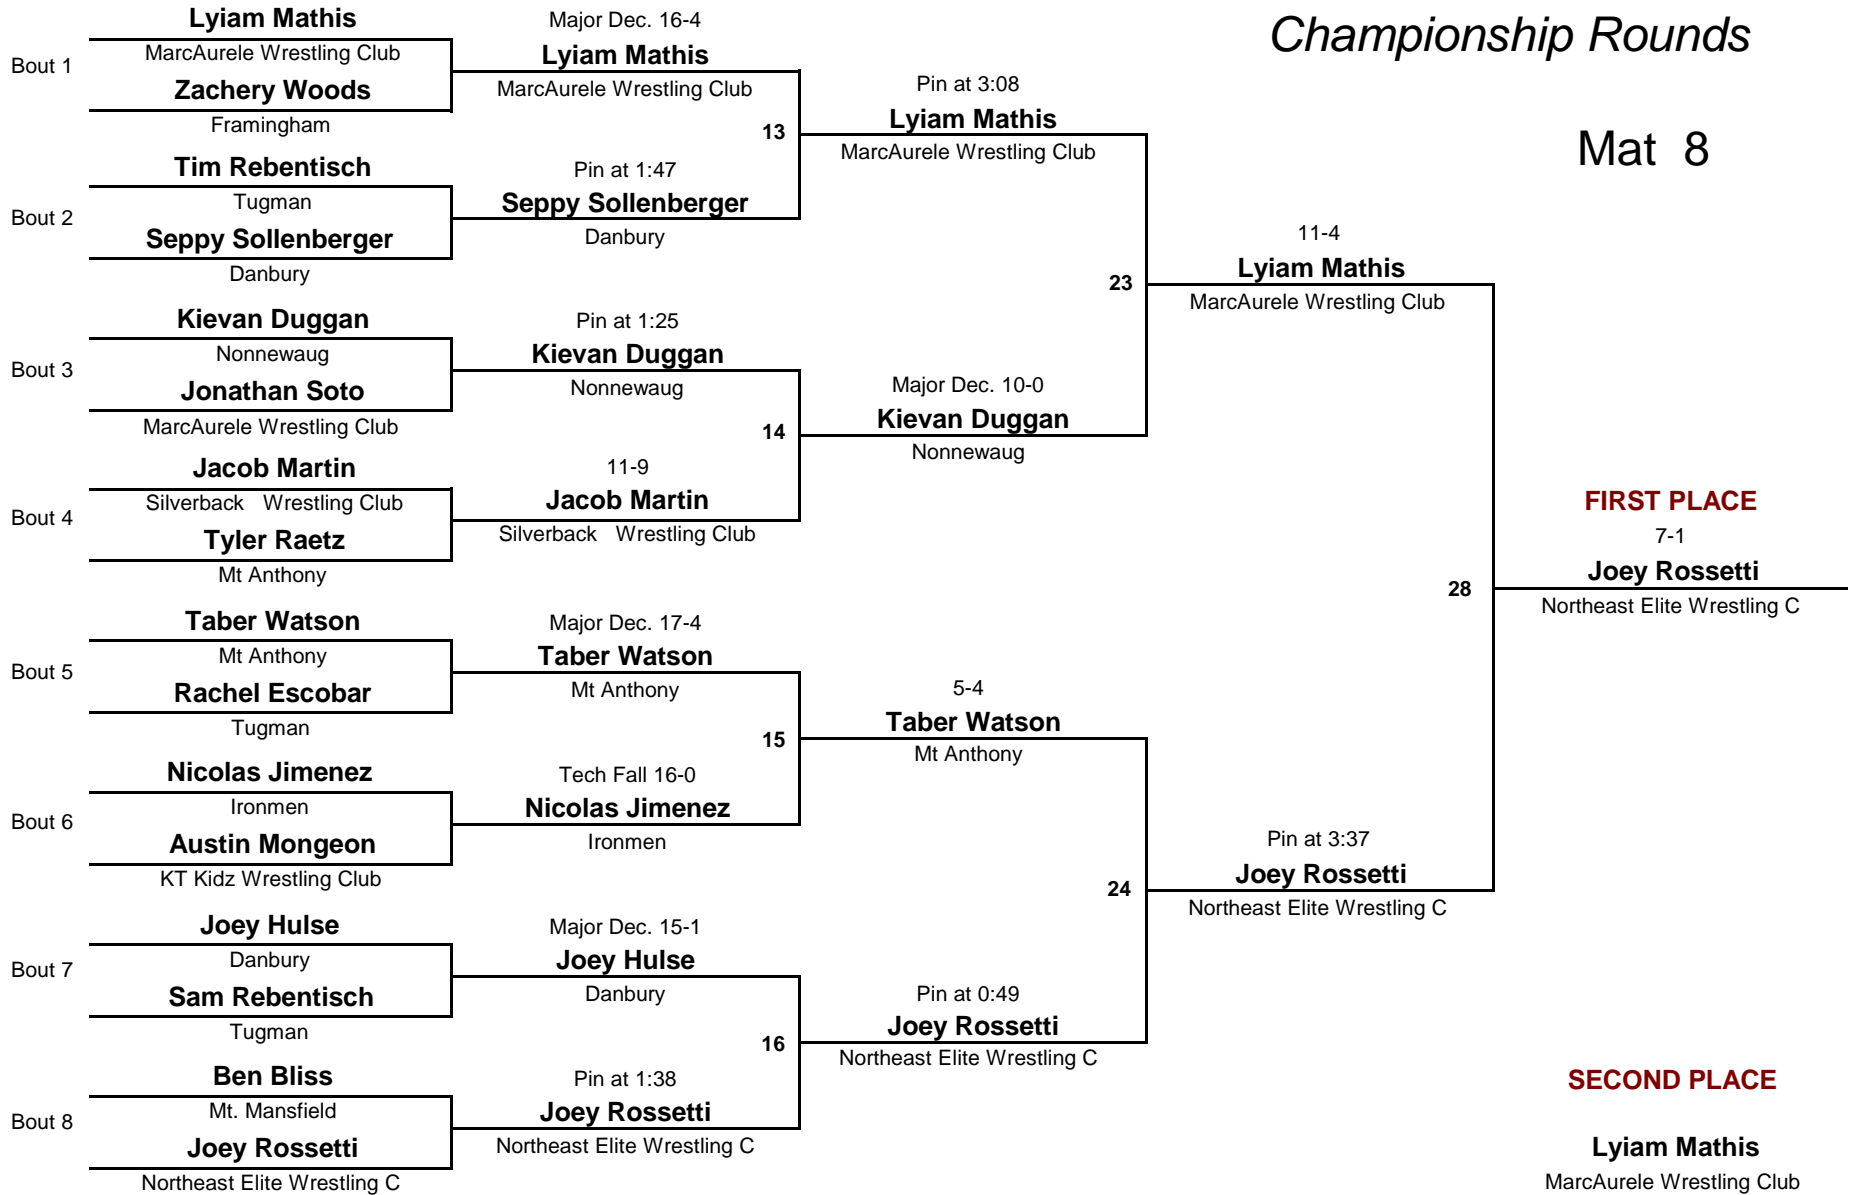 Championship Rounds
Mat 8
Bout 1
Lyiam Mathis
MarcAurele Wrestling Club
Zachery Woods
Framingham
Bout 2
Tim Rebentisch
Tugman
Seppy Sollenberger
Danbury
Bout 3
Kievan Duggan
Nonnewaug
Jonathan Soto
MarcAurele Wrestling Club
Bout 4
Jacob Martin
Silverback Wrestling Club
Tyler Raetz
Mt Anthony
Bout 5
Taber Watson
Mt Anthony
Rachel Escobar
Tugman
Bout 6
Nicolas Jimenez
Ironmen
Austin Mongeon
KT Kidz Wrestling Club
Bout 7
Joey Hulse
Danbury
Sam Rebentisch
Tugman
Bout 8
Ben Bliss
Mt. Mansfield
Joey Rossetti
Northeast Elite Wrestling C
Major Dec. 16-4
Lyiam Mathis
MarcAurele Wrestling Club
13
Pin at 1:47
Seppy Sollenberger
Danbury
Pin at 1:25
Kievan Duggan
Nonnewaug
14
11-9
Jacob Martin
Silverback Wrestling Club
Major Dec. 17-4
Taber Watson
Mt Anthony
15
Tech Fall 16-0
Nicolas Jimenez
Ironmen
Major Dec. 15-1
Joey Hulse
Danbury
16
Pin at 1:38
Joey Rossetti
Northeast Elite Wrestling C
Pin at 3:08
Lyiam Mathis
MarcAurele Wrestling Club
23
Major Dec. 10-0
Kievan Duggan
Nonnewaug
5-4
Taber Watson
Mt Anthony
24
Pin at 0:49
Joey Rossetti
Northeast Elite Wrestling C
11-4
Lyiam Mathis
MarcAurele Wrestling Club
28
Pin at 3:37
Joey Rossetti
Northeast Elite Wrestling C
FIRST PLACE
7-1
Joey Rossetti
Northeast Elite Wrestling C
SECOND PLACE
Lyiam Mathis
MarcAurele Wrestling Club